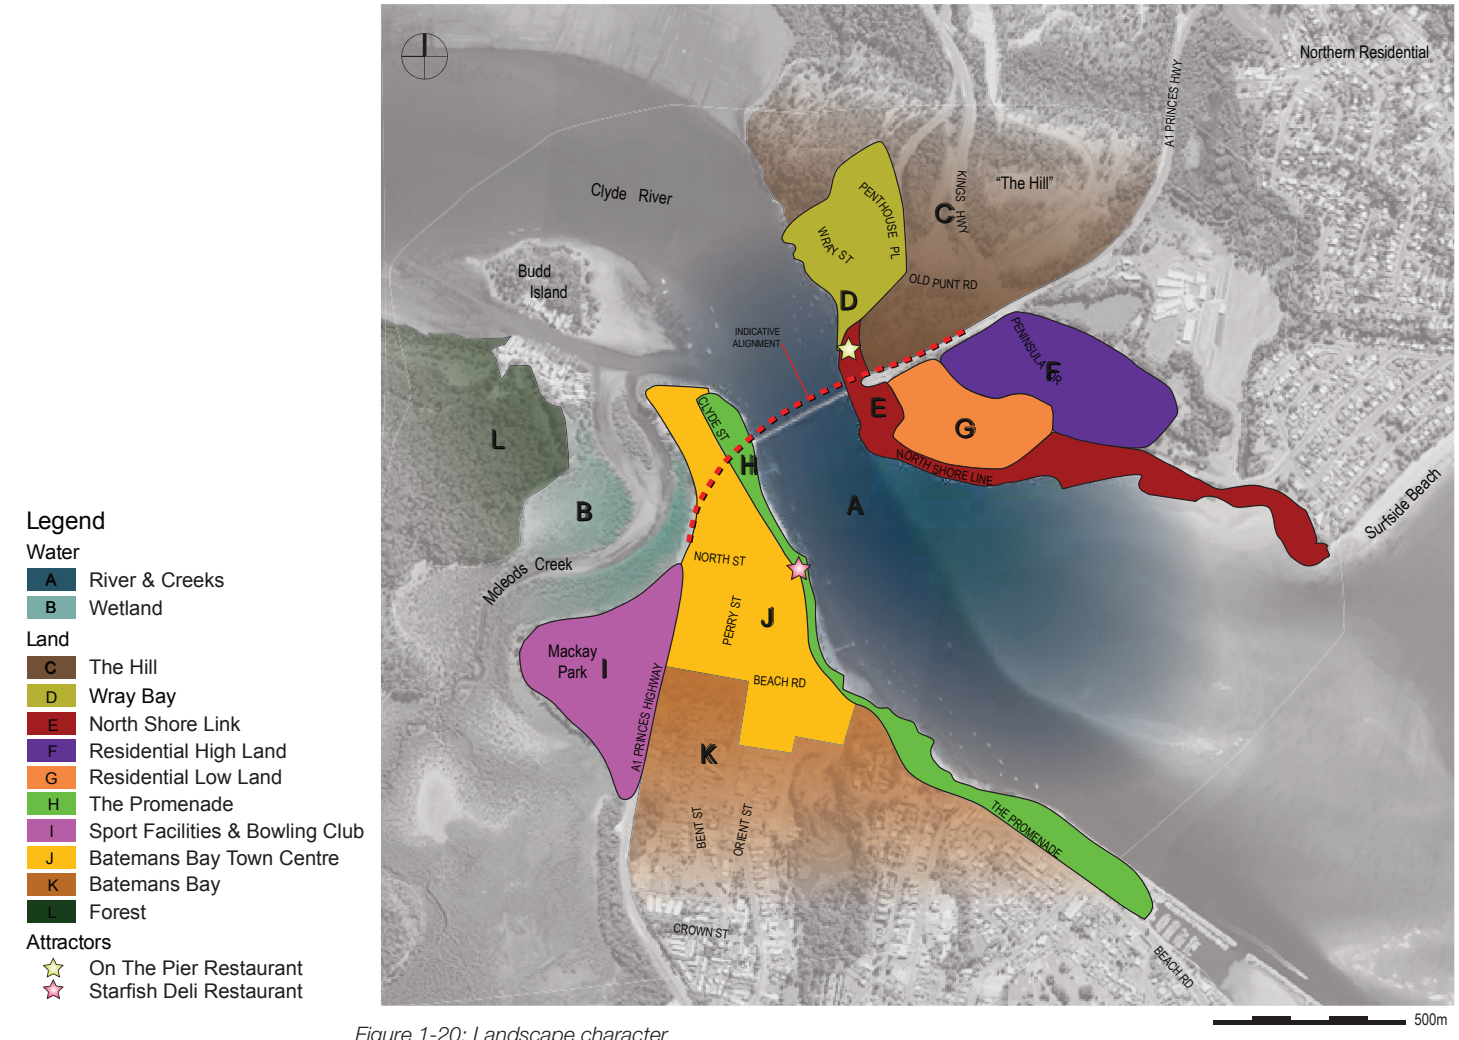 Northern Residential
A1 PRINCES HWY
Clyde River
"The Hill"
KINGS HWY
C
PENTHOUSE PL
WRAY ST
OLD PUNT RD
D
Budd
Island
INDICATIVE
ALIGNMENT
PENINSULA DR
F
E
G
CLYDE ST
H
NORTH SHORE LINE
L
B
A
Surfside Beach
Mcleods Creek
NORTH ST
PERRY ST
J
Mackay
Park
I
BEACH RD
A1 PRINCES HIGHWAY
K
BENT ST
ORIENT ST
THE PROMENADE
CROWN ST
BEACH RD
500m
Legend
Water
A River & Creeks
B Wetland
Land
C The Hill
D Wray Bay
E North Shore Link
F Residential High Land
G Residential Low Land
H The Promenade
I Sport Facilities & Bowling Club
J Batemans Bay Town Centre
K Batemans Bay
L Forest
Attractors
On The Pier Restaurant
Starfish Deli Restaurant
Figure 1-20: Landscape character